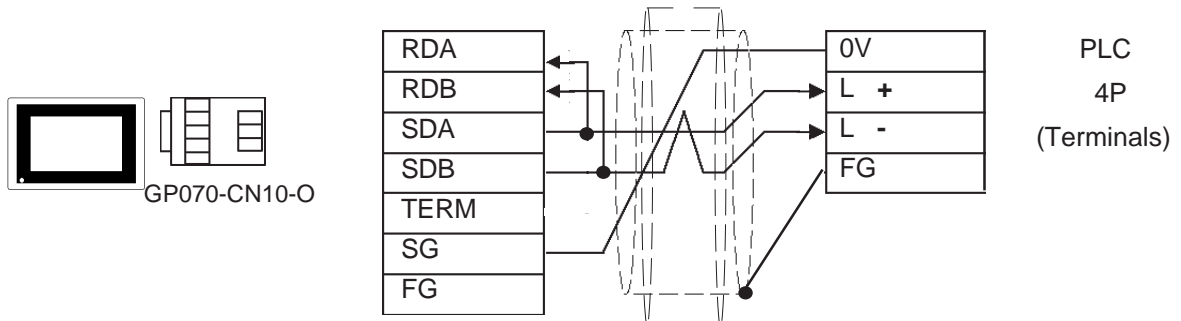 RDA
RDB
SDA
SDB
TERM
SG
FG
GP070-CN10-O
0V
L +
L -
FG
PLC
4P
(Terminals)